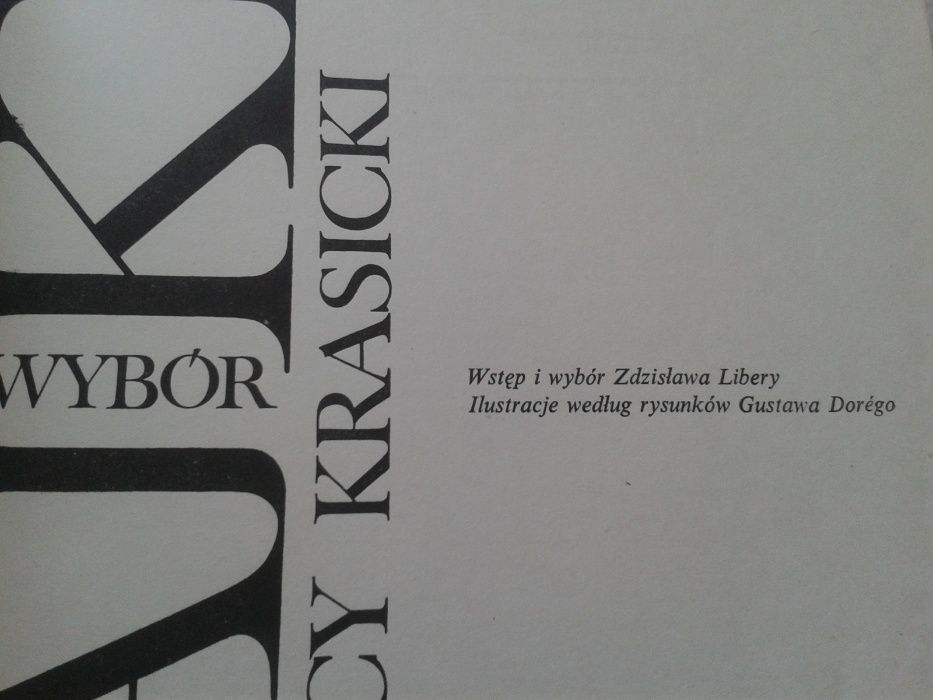 WYBÓR
CY KRASICKI
Wstęp i wybór Zdzisława Libery
Ilustracje według rysunków Gustawa Dorégo